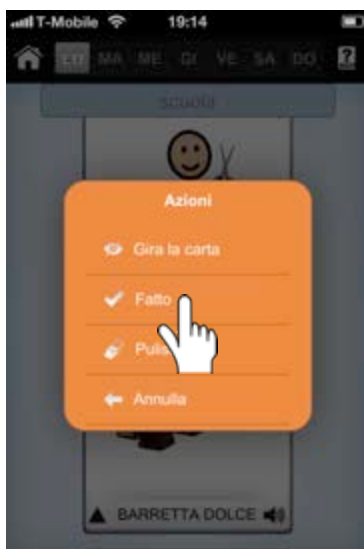 T-Mobile 19:14
LU MA ME GI VE SA DO
scuola
Azioni
Gira la carta
Fatto
Annulla
BARRETTA DOLCE